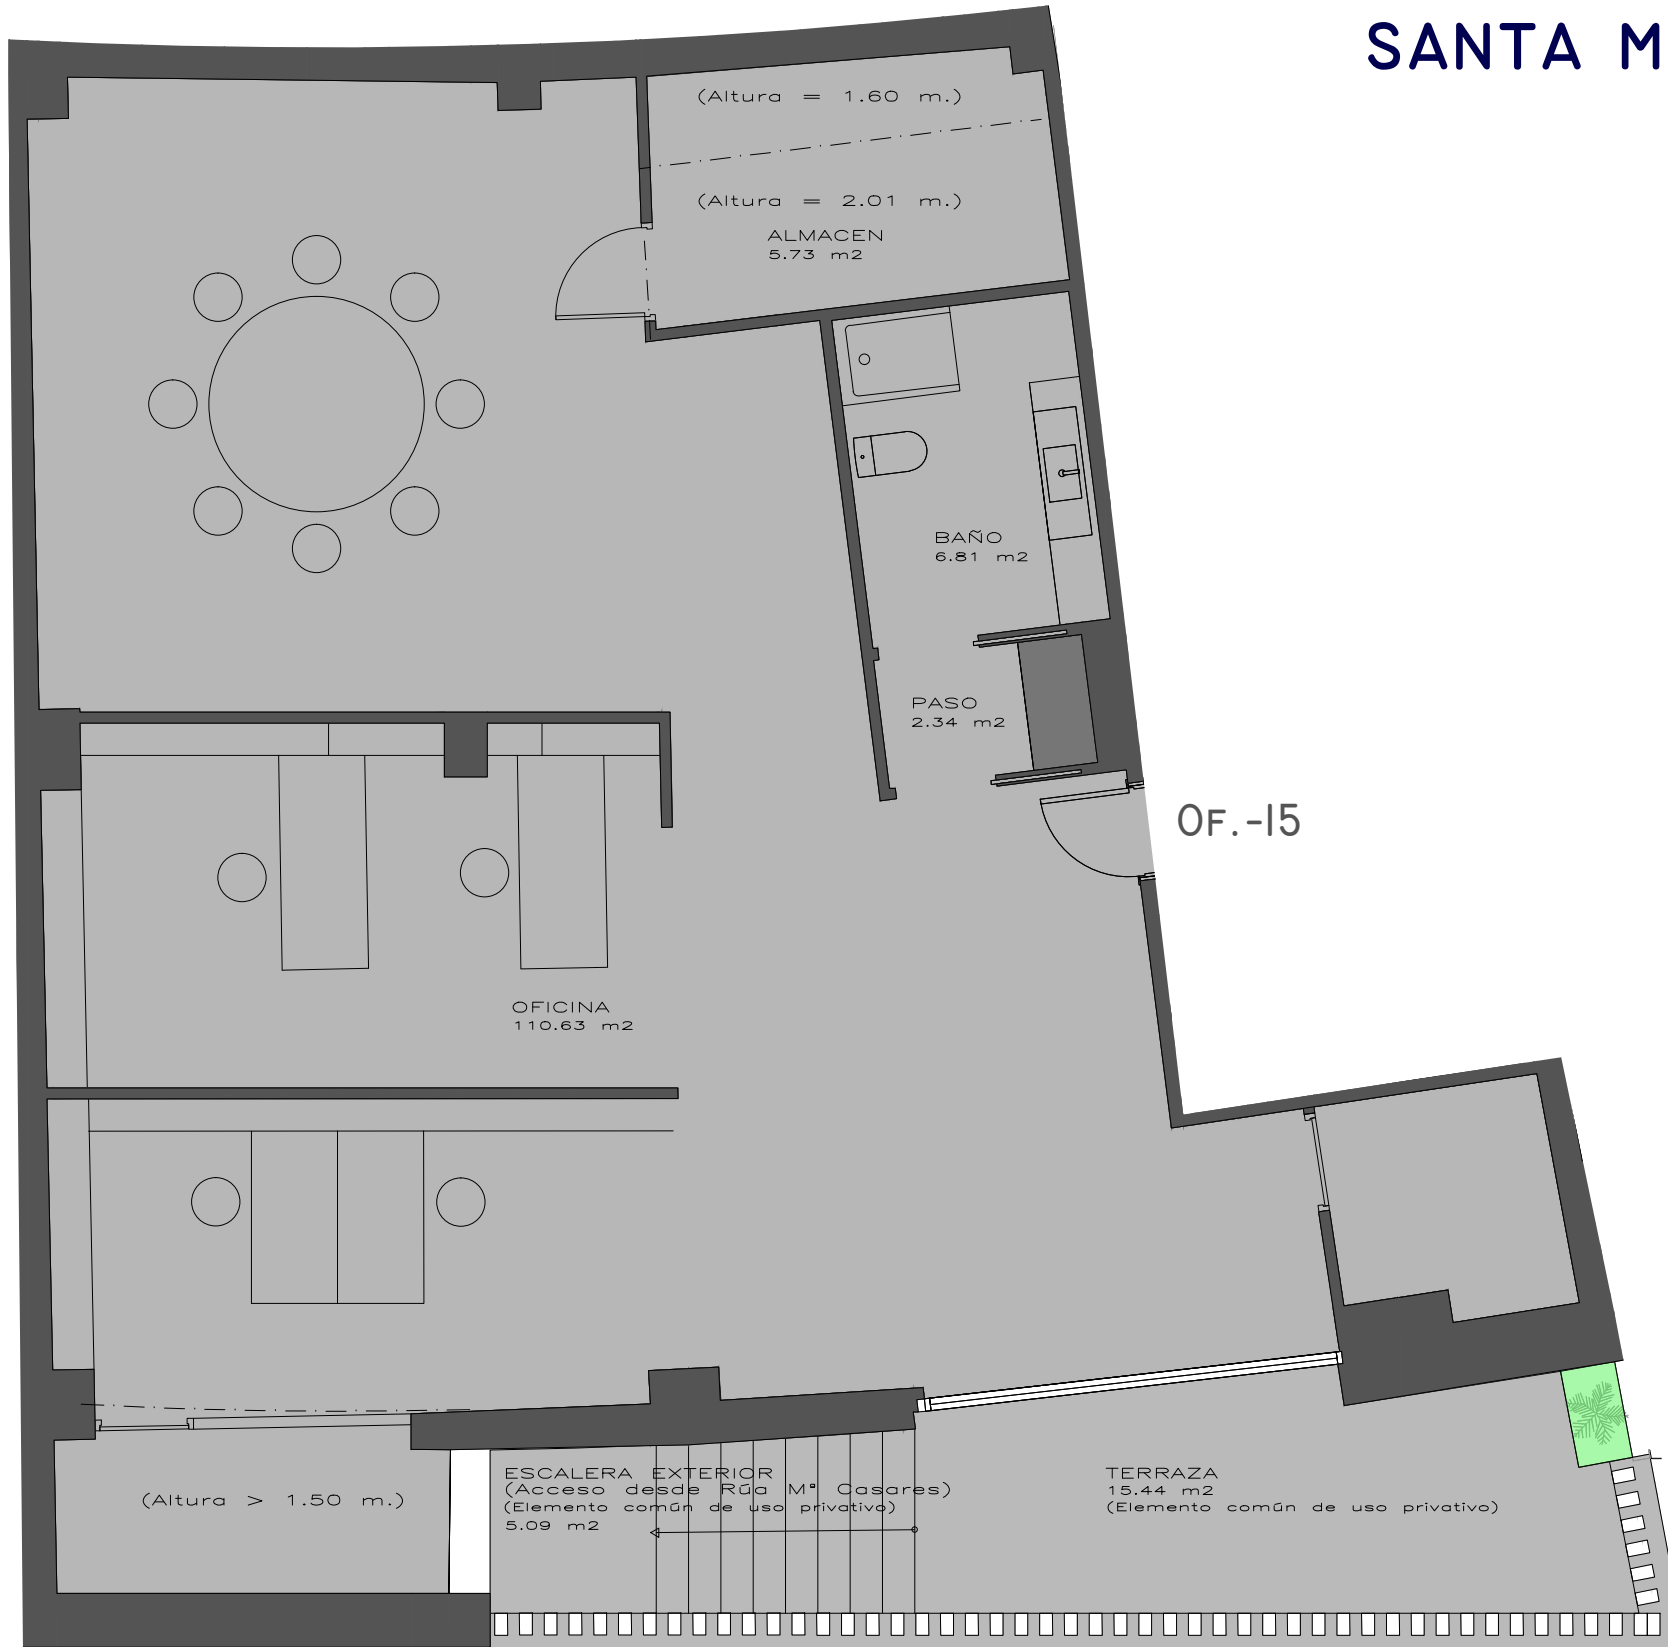 SANTA M
(Altura = 1.60 m.)
(Altura = 2.01 m.)
ALMACEN
5.73 m2
BAÑO
6.81 m2
PASO
2.34 m2
OF.-15
OFICINA
110.63 m2
ESCALERA EXTERIOR
(Acceso desde Rúa Mª Casares)
(Elemento común de uso privativo)
5.09 m2
TERRAZA
15.44 m2
(Elemento común de uso privativo)
(Altura > 1.50 m.)